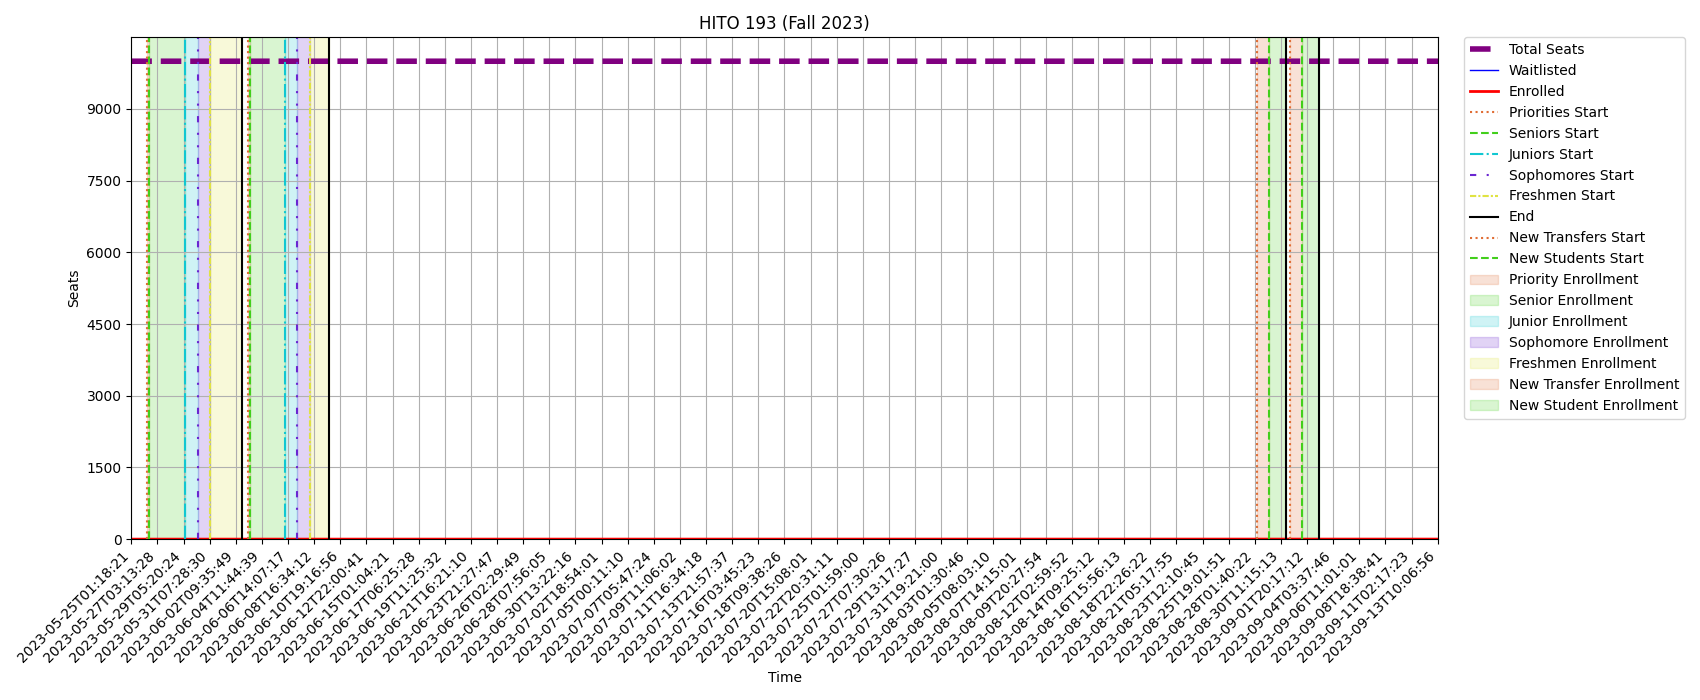 HITO 193 (Fall 2023)
Seats
9000
7500
6000
4500
3000
1500
0
2023-05-25T01:18:21
2023-05-27T03:13:28
2023-05-29T05:20:24
2023-05-31T07:28:30
2023-06-02T09:35:49
2023-06-04T11:44:39
2023-06-06T14:07:17
2023-06-08T16:34:12
2023-06-10T19:16:56
2023-06-12T22:00:41
2023-06-15T01:04:21
2023-06-17T06:25:28
2023-06-19T11:25:32
2023-06-21T16:21:10
2023-06-23T21:27:47
2023-06-26T02:29:49
2023-06-28T07:56:05
2023-06-30T13:22:16
2023-07-02T18:54:01
2023-07-05T00:11:10
2023-07-07T05:47:24
2023-07-09T11:06:02
2023-07-11T16:34:18
2023-07-13T21:57:37
2023-07-16T03:45:23
2023-07-18T09:38:26
2023-07-20T15:08:01
2023-07-22T20:31:11
2023-07-25T01:59:00
2023-07-27T07:30:26
2023-07-29T13:17:27
2023-07-31T19:21:00
2023-08-03T01:30:46
2023-08-05T08:03:10
2023-08-07T14:15:01
2023-08-09T20:27:54
2023-08-12T02:59:52
2023-08-14T09:25:12
2023-08-16T15:56:13
2023-08-18T22:26:22
2023-08-21T05:17:55
2023-08-23T12:10:45
2023-08-25T19:01:51
2023-08-28T01:40:22
2023-08-30T11:15:13
2023-09-01T20:17:12
2023-09-04T03:37:46
2023-09-06T11:01:01
2023-09-08T18:38:41
2023-09-11T02:17:23
2023-09-13T10:06:56
Time
Total Seats
Waitlisted
Enrolled
Priorities Start
Seniors Start
Juniors Start
Sophomores Start
Freshmen Start
End
New Transfers Start
New Students Start
Priority Enrollment
Senior Enrollment
Junior Enrollment
Sophomore Enrollment
Freshmen Enrollment
New Transfer Enrollment
New Student Enrollment